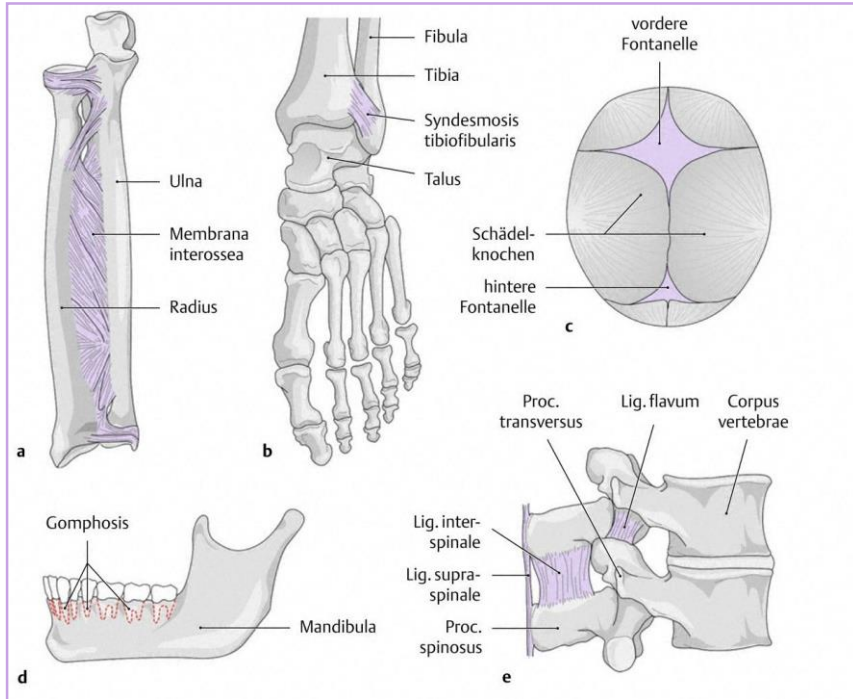 Ulna
Membrana
interossea
Radius
a
Fibula
Tibia
Syndesmosis
tibiofibularis
Talus
b
vordere
Fontanelle
Schädel-
knochen
hintere
Fontanelle
c
Gomphosis
Mandibula
d
Proc.
transversus
Lig. flavum
Corpus
vertebrae
Lig. inter-
spinale
Lig. supra-
spinale
Proc.
spinosus
e